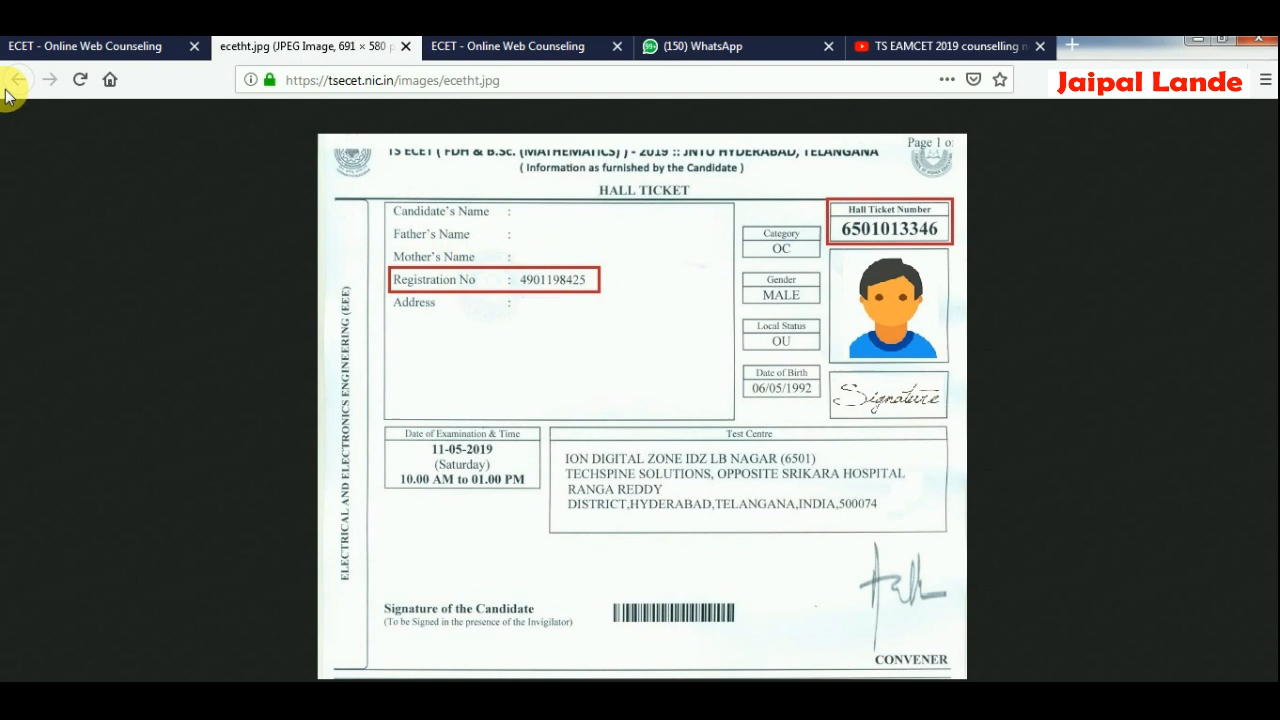 ECET - Online Web Counseling
ecetht.jpg (JPEG Image, 691 × 580 p
ECET - Online Web Counseling
99+ (150) WhatsApp
TS EAMCET 2019 counselling n
https://tsecet.nic.in/images/ecetht.jpg
Jaipal Lande
Page 1 o
TS ECET ( FDH & B.Sc. (MATHEMATICS) ) - 2019 :: JNTU HYDERABAD, TELANGANA
( Information as furnished by the Candidate )
HALL TICKET
Candidate's Name :
Father's Name :
Mother's Name :
Registration No : 4901198425
Address :
Category
OC
Gender
MALE
Local Status
OU
Date of Birth
06/05/1992
Hall Ticket Number
6501013346
Signature
ELECTRICAL AND ELECTRONICS ENGINEERING (EEE)
Date of Examination & Time
11-05-2019
(Saturday)
10.00 AM to 01.00 PM
Test Centre
ION DIGITAL ZONE IDZ LB NAGAR (6501)
TECHSPINE SOLUTIONS, OPPOSITE SRIKARA HOSPITAL
RANGA REDDY
DISTRICT,HYDERABAD,TELANGANA,INDIA,500074
Signature of the Candidate
(To be Signed in the presence of the Invigilator)
CONVENER